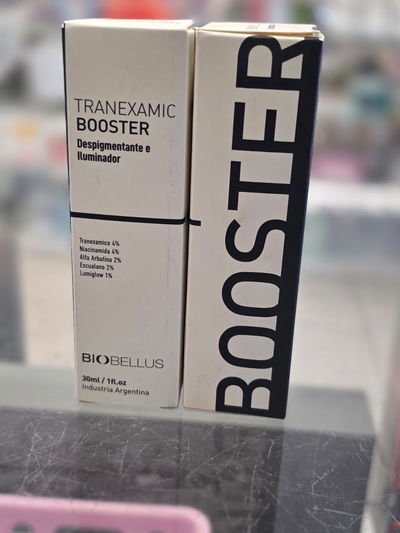 TRANEXAMIC
BOOSTER
Despigmentante e
Iluminador
Tranexamico 4%
Niacinamida 4%
Alfa Arbutina 2%
Escualano 2%
Lumiglow 1%
BIOBELLUS
30ml / 1fl.oz
Industria Argentina
BOOSTER